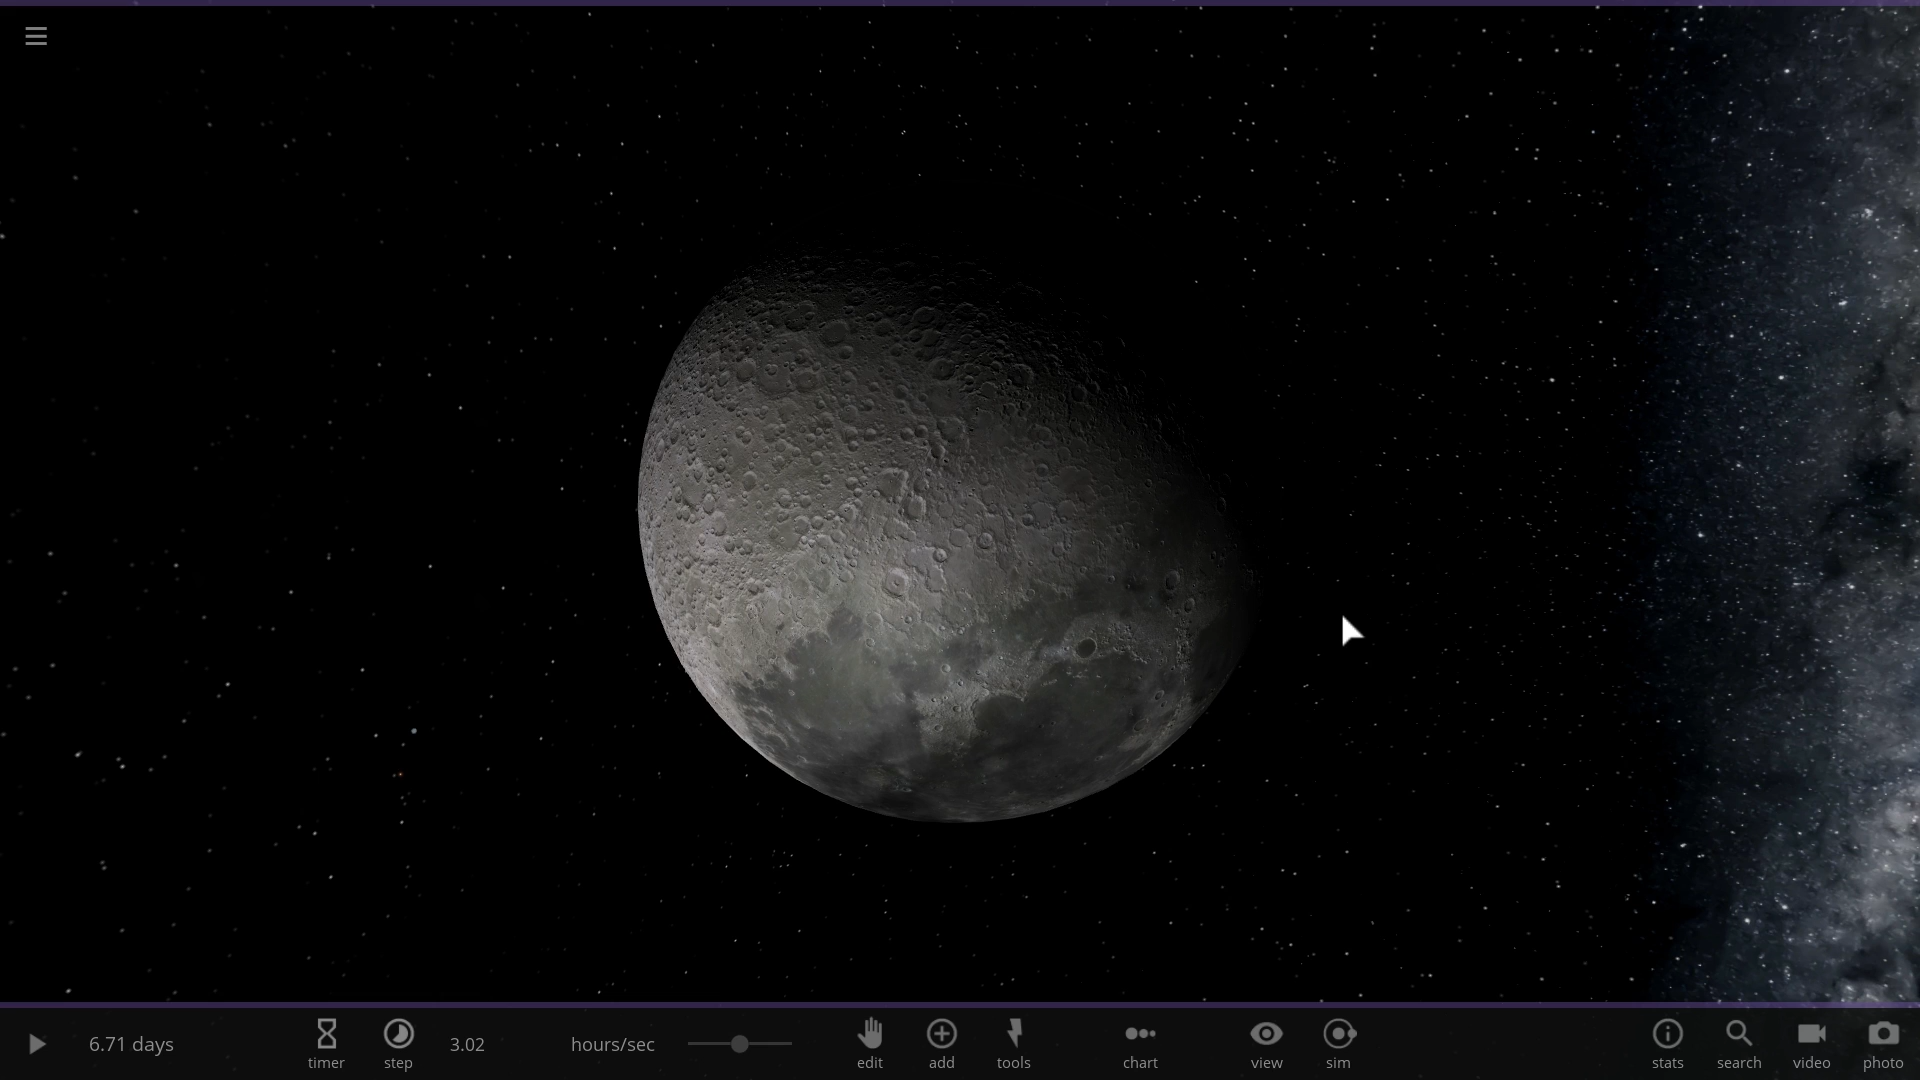 6.71 days
timer
step
3.02
hours/sec
edit
add
tools
chart
view
sim
stats
search
video
photo